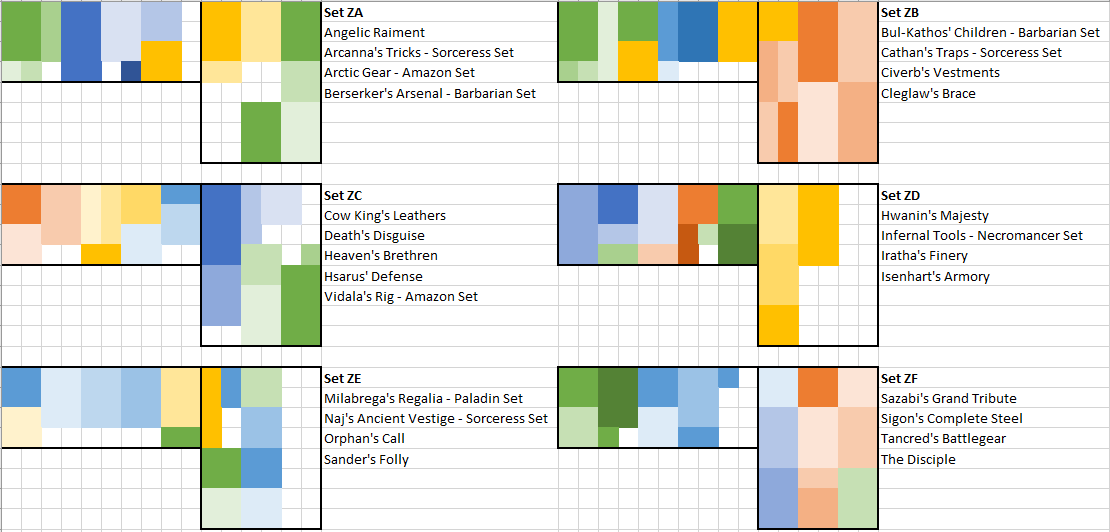 Set ZA
Angelic Raiment
Arcanna's Tricks - Sorceress Set
Arctic Gear - Amazon Set
Berserker's Arsenal - Barbarian Set
Set ZB
Bul-Kathos' Children - Barbarian Set
Cathan's Traps - Sorceress Set
Civerb's Vestments
Cleglaw's Brace
Set ZC
Cow King's Leathers
Death's Disguise
Heaven's Brethren
Hsarus' Defense
Vidala's Rig - Amazon Set
Set ZD
Hwanin's Majesty
Infernal Tools - Necromancer Set
Iratha's Finery
Isenhart's Armory
Set ZE
Milabrega's Regalia - Paladin Set
Naj's Ancient Vestige - Sorceress Set
Orphan's Call
Sander's Folly
Set ZF
Sazabi's Grand Tribute
Sigon's Complete Steel
Tancred's Battlegear
The Disciple